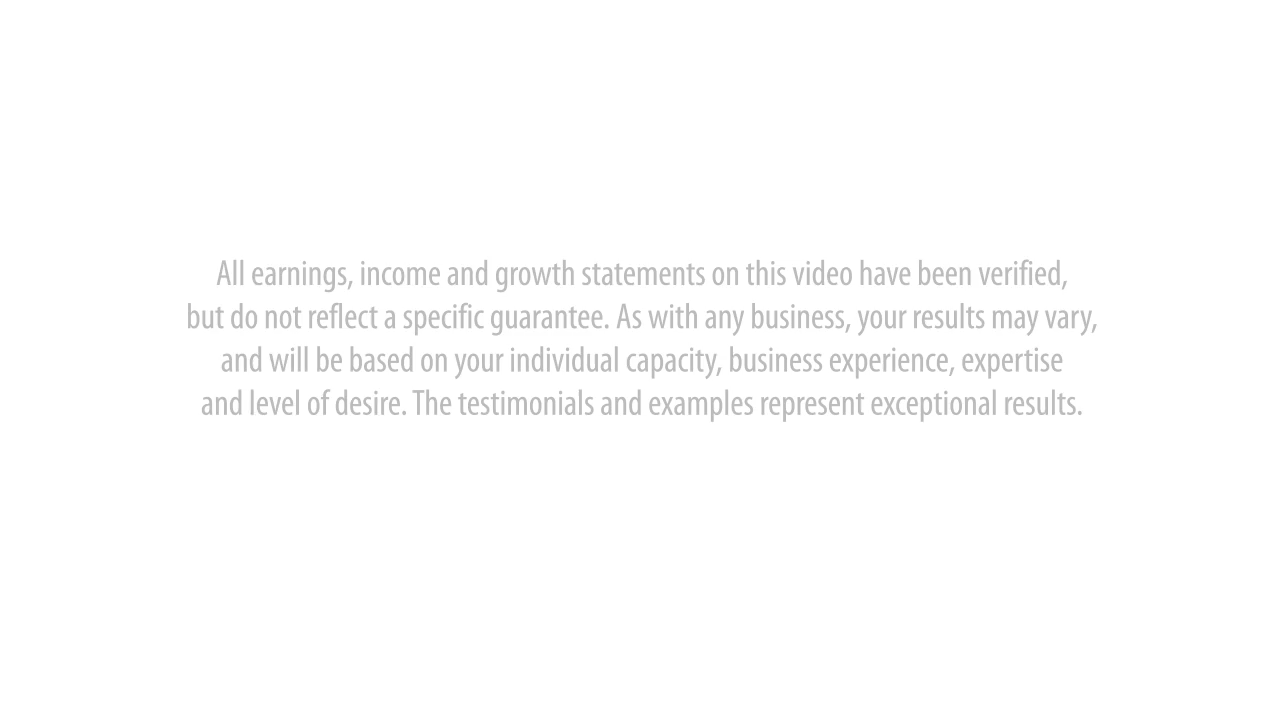 All earnings, income and growth statements on this video have been verified,
but do not reflect a specific guarantee. As with any business, your results may vary,
and will be based on your individual capacity, business experience, expertise
and level of desire. The testimonials and examples represent exceptional results.